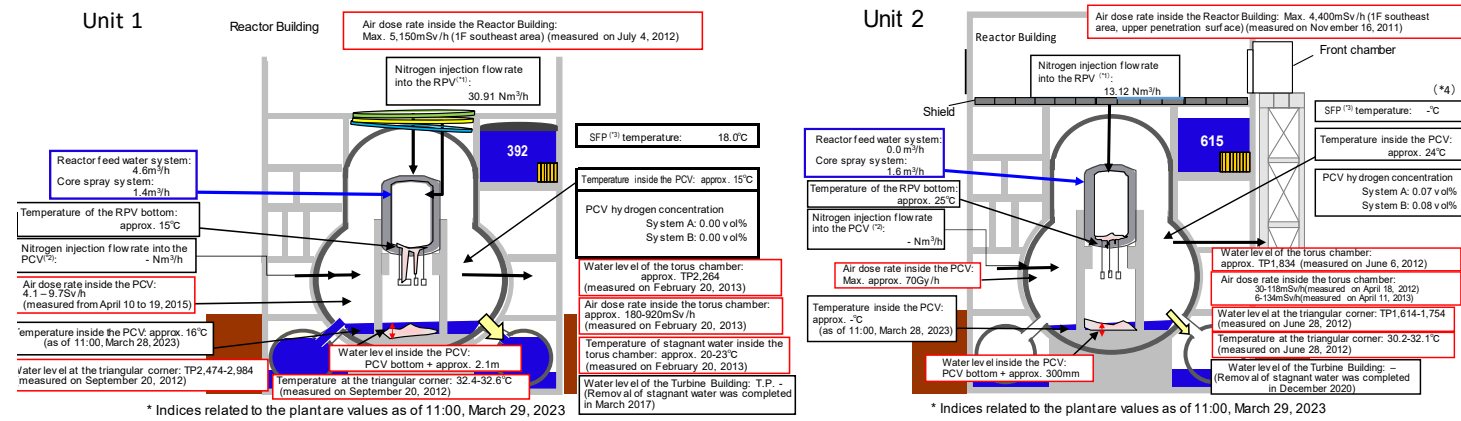 Unit 1
Reactor Building
Air dose rate inside the Reactor Building:
Max. 5,150mSv/h (1F southeast area) (measured on July 4, 2012)
Nitrogen injection flow rate
into the RPV(*1):
30.91 Nm3/h
392
SFP (*3) temperature: 18.0℃
Reactor feed water system:
4.6m3/h
Core spray system:
1.4m3/h
Temperature inside the PCV: approx. 15℃
PCV hydrogen concentration
System A: 0.00 vol%
System B: 0.00 vol%
Temperature of the RPV bottom:
approx. 15℃
Nitrogen injection flow rate into the
PCV(*2):
- Nm3/h
Air dose rate inside the PCV:
4.1 – 9.7Sv/h
(measured from April 10 to 19, 2015)
Temperature inside the PCV: approx. 16℃
(as of 11:00, March 28, 2023)
Water level at the triangular corner: TP2,474-2,984
(measured on September 20, 2012)
Water level inside the PCV:
PCV bottom + approx. 2.1m
Temperature at the triangular corner: 32.4-32.6℃
(measured on September 20, 2012)
Water level of the torus chamber:
approx. TP2,264
(measured on February 20, 2013)
Air dose rate inside the torus chamber:
approx. 180-920mSv/h
(measured on February 20, 2013)
Temperature of stagnant water inside the
torus chamber: approx. 20-23℃
(measured on February 20, 2013)
Water level of the Turbine Building: T.P. -
(Removal of stagnant water was completed
in March 2017)
* Indices related to the plant are values as of 11:00, March 29, 2023
Unit 2
Reactor Building
Air dose rate inside the Reactor Building: Max. 4,400mSv/h (1F southeast
area, upper penetration surface) (measured on November 16, 2011)
Front chamber
Nitrogen injection flow rate
into the RPV (*1):
13.12 Nm3/h
Shield
(*4)
615
SFP (*3) temperature: -℃
Reactor feed water system:
0.0 m3/h
Core spray system:
1.6 m3/h
Temperature inside the PCV:
approx. 24℃
PCV hydrogen concentration
System A: 0.07 vol%
System B: 0.08 vol%
Temperature of the RPV bottom:
approx. 25℃
Nitrogen injection flow rate
into the PCV (*2):
- Nm3/h
Air dose rate inside the PCV:
Max. approx. 70Gy/h
Temperature inside the PCV:
approx. -℃
(as of 11:00, March 28, 2023)
Water level inside the PCV:
PCV bottom + approx. 300mm
Water level of the torus chamber:
approx. TP1,834 (measured on June 6, 2012)
Air dose rate inside the torus chamber:
30-118mSv/h(measured on April 18, 2012)
6-134mSv/h(measured on April 11, 2013)
Water level at the triangular corner: TP1,614-1,754
(measured on June 28, 2012)
Temperature at the triangular corner: 30.2-32.1℃
(measured on June 28, 2012)
Water level of the Turbine Building: –
(Removal of stagnant water was completed
in December 2020)
* Indices related to the plant are values as of 11:00, March 29, 2023